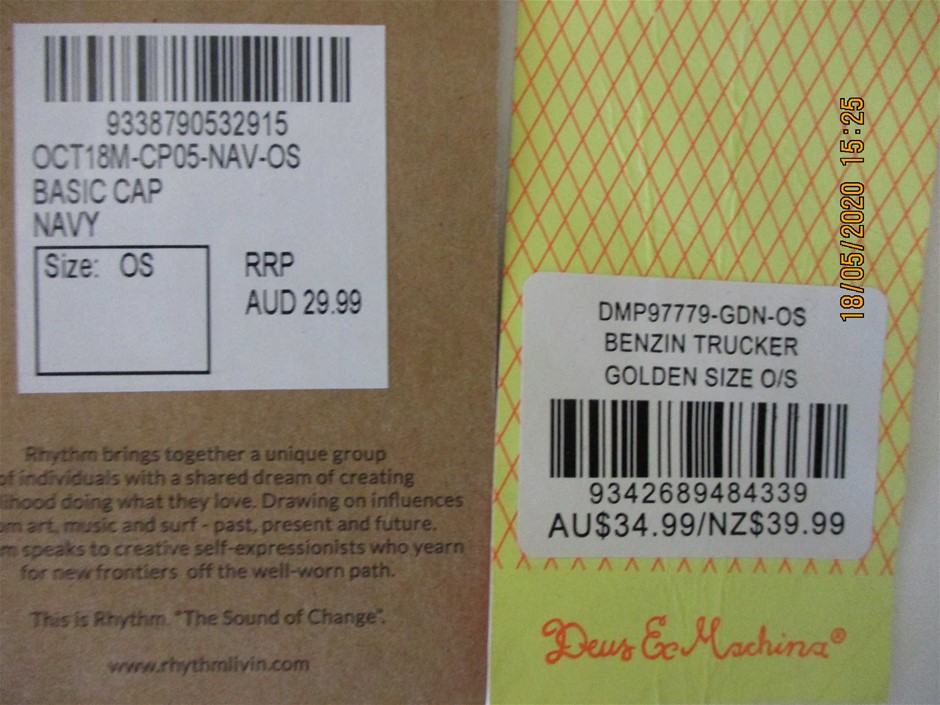 9338790532915
OCT18M-CP05-NAV-OS
BASIC CAP
NAVY
Size: OS
RRP
AUD 29.99
Rhythm brings together a unique group
of individuals with a shared dream of creating
lihood doing what they love. Drawing on influences
om art, music and surf - past, present and future.
m speaks to creative self-expressionists who yearn
for new frontiers off the well-worn path.
This is Rhythm. "The Sound of Change".
www.rhythmlivin.com
18/05/2020 15:25
DMP97779-GDN-OS
BENZIN TRUCKER
GOLDEN SIZE O/S
9342689484339
AU$34.99/NZ$39.99
Deus Ex Machina®